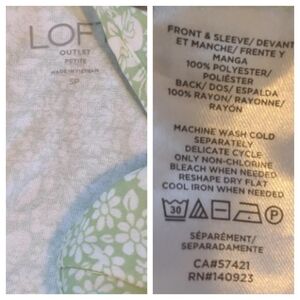 LOFT
OUTLET
PETITE
MADE IN VIETNAM
SP
FRONT & SLEEVE/ DEVANT
ET MANCHE/ FRENTE Y
MANGA
100% POLYESTER/
POLIÉSTER
BACK/ DOS/ ESPALDA
100% RAYON/ RAYONNE/
RAYÓN
MACHINE WASH COLD
SEPARATELY
DELICATE CYCLE
ONLY NON-CHLORINE
BLEACH WHEN NEEDED
RESHAPE DRY FLAT
COOL IRON WHEN NEEDED
30 P
SÉPARÉMENT/
SEPARADAMENTE
CA#57421
RN#140923